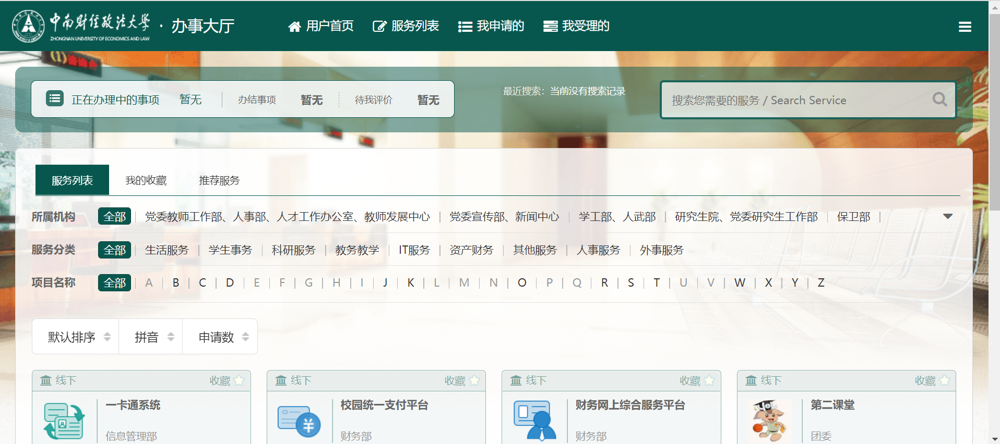 中南财经政法大学
ZHONGNAN UNIVERSITY OF ECONOMICS AND LAW
· 办事大厅
用户首页 服务列表 我申请的 我受理的
正在办理中的事项 暂无 办结事项 暂无 待我评价 暂无
最近搜索：当前没有搜索记录
搜索您需要的服务 / Search Service
服务列表 我的收藏 推荐服务
所属机构 全部 | 党委教师工作部、人事部、人才工作办公室、教师发展中心 | 党委宣传部、新闻中心 | 学工部、人武部 | 研究生院、党委研究生工作部 | 保卫部 |
服务分类 全部 | 生活服务 | 学生事务 | 科研服务 | 教务教学 | IT服务 | 资产财务 | 其他服务 | 人事服务 | 外事服务
项目名称 全部 | A | B | C | D | E | F | G | H | I | J | K | L | M | N | O | P | Q | R | S | T | U | V | W | X | Y | Z
默认排序 拼音 申请数
线下 收藏
一卡通系统
信息管理部
线下 收藏
校园统一支付平台
财务部
线下 收藏
财务网上综合服务平台
财务部
线下 收藏
第二课堂
团委